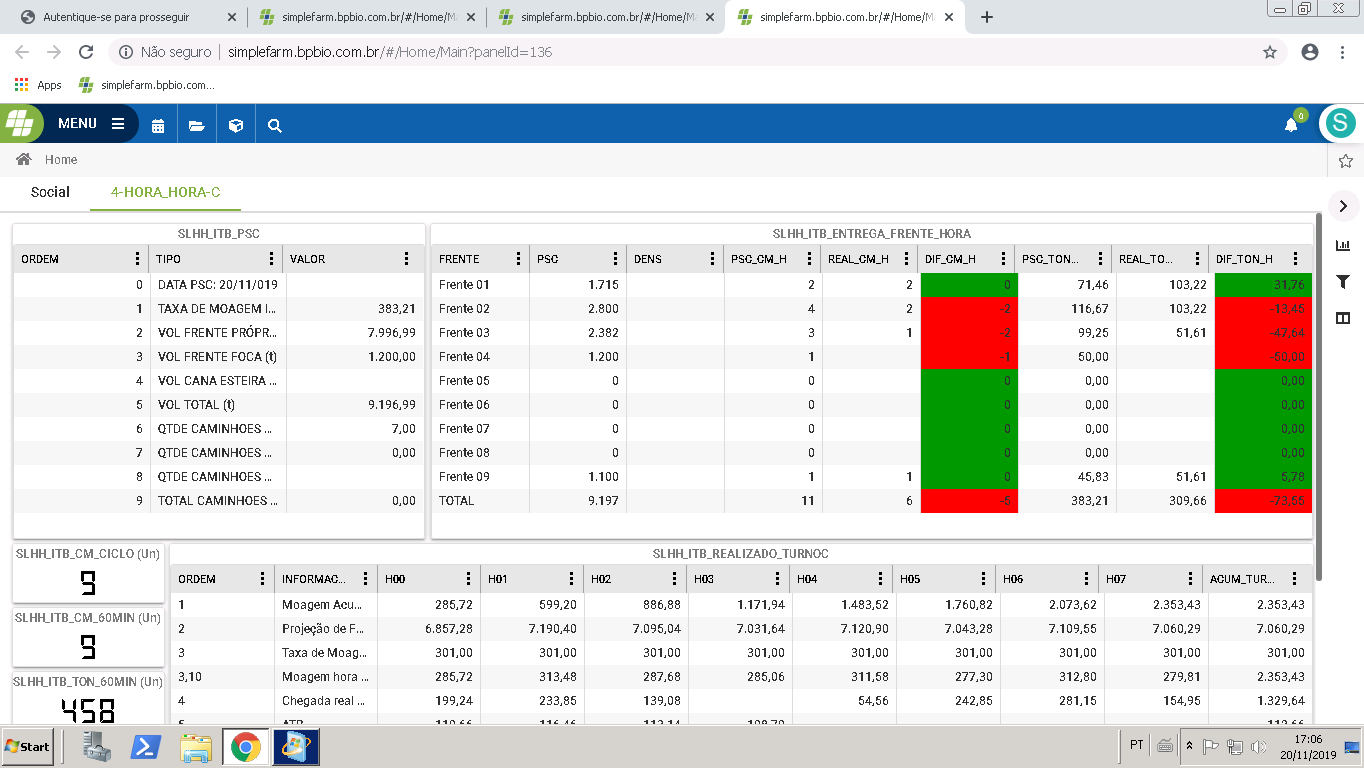 Autentique-se para prosseguir
simplefarm.bpbio.com.br/#/Home/M
simplefarm.bpbio.com.br/#/Home/M
simplefarm.bpbio.com.br/#/Home/M
Não seguro | simplefarm.bpbio.com.br/#/Home/Main?panelId=136
Apps simplefarm.bpbio.com...
MENU 0 S
Home
Social 4-HORA_HORA-C
SLHH_ITB_PSC
ORDEM TIPO VALOR
0 DATA PSC: 20/11/019
1 TAXA DE MOAGEM I... 383,21
2 VOL FRENTE PRÓPR... 7.996,99
3 VOL FRENTE FOCA (t) 1.200,00
4 VOL CANA ESTEIRA ...
5 VOL TOTAL (t) 9.196,99
6 QTDE CAMINHOES ... 7,00
7 QTDE CAMINHOES ... 0,00
8 QTDE CAMINHOES ...
9 TOTAL CAMINHOES ... 0,00
SLHH_ITB_ENTREGA_FRENTE_HORA
FRENTE PSC DENS PSC_CM_H REAL_CM_H DIF_CM_H PSC_TON... REAL_TO... DIF_TON_H
Frente 01 1.715 2 2 0 71,46 103,22 31,76
Frente 02 2.800 4 2 -2 116,67 103,22 -13,45
Frente 03 2.382 3 1 -2 99,25 51,61 -47,64
Frente 04 1.200 1 -1 50,00 -50,00
Frente 05 0 0 0 0,00 0,00
Frente 06 0 0 0 0,00 0,00
Frente 07 0 0 0 0,00 0,00
Frente 08 0 0 0 0,00 0,00
Frente 09 1.100 1 1 0 45,83 51,61 5,78
TOTAL 9.197 11 6 -5 383,21 309,66 -73,55
SLHH_ITB_CM_CICLO (Un)
9
SLHH_ITB_CM_60MIN (Un)
9
SLHH_ITB_TON_60MIN (Un)
458
SLHH_ITB_REALIZADO_TURNOC
ORDEM INFORMAC... H00 H01 H02 H03 H04 H05 H06 H07 ACUM_TUR...
1 Moagem Acu... 285,72 599,20 886,88 1.171,94 1.483,52 1.760,82 2.073,62 2.353,43 2.353,43
2 Projeção de F... 6.857,28 7.190,40 7.095,04 7.031,64 7.120,90 7.043,28 7.109,55 7.060,29 7.060,29
3 Taxa de Moag... 301,00 301,00 301,00 301,00 301,00 301,00 301,00 301,00 301,00
3,10 Moagem hora ... 285,72 313,48 287,68 285,06 311,58 277,30 312,80 279,81 2.353,43
4 Chegada real ... 199,24 233,85 139,08 54,56 242,85 281,15 154,95 1.329,64
Start PT 17:06
20/11/2019